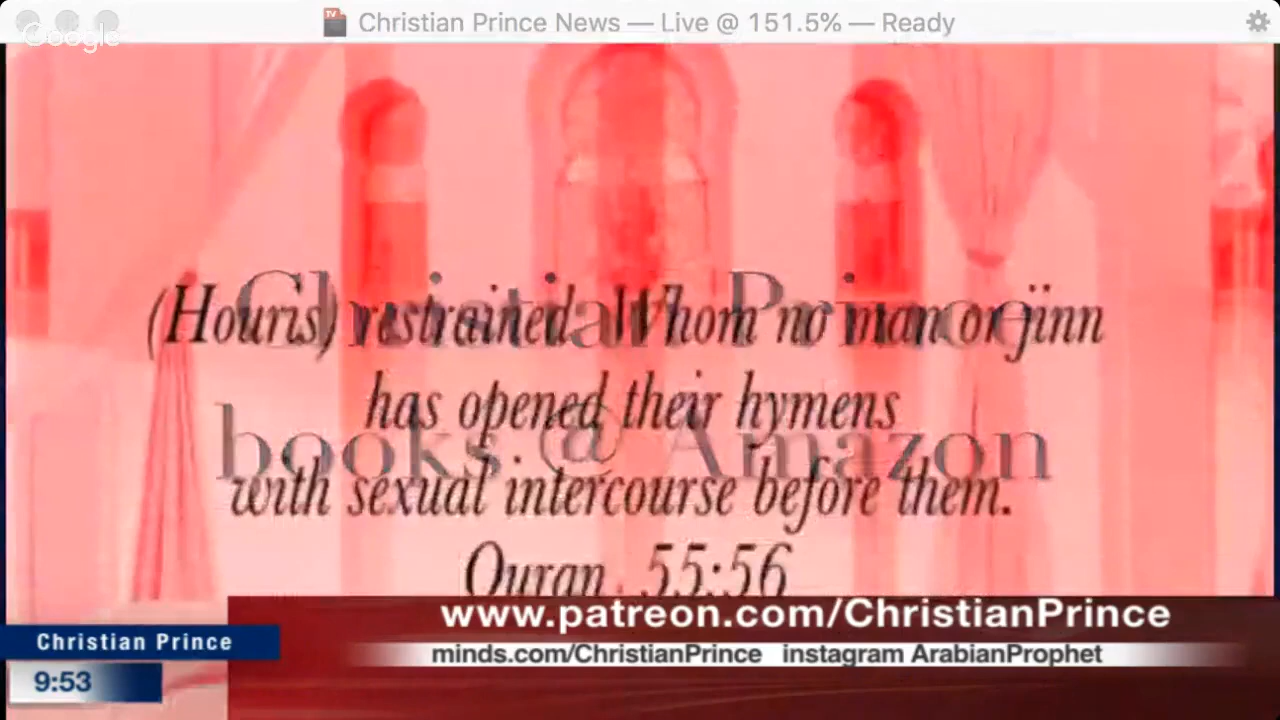 Christian Prince News — Live @ 151.5% — Ready
Google
Christian Prince
books @ Amazon
(Houris) restrained. Whom no man or jinn
has opened their hymens
with sexual intercourse before them.
Quran 55:56
www.patreon.com/ChristianPrince
Christian Prince
minds.com/ChristianPrince instagram ArabianProphet
9:53
TV